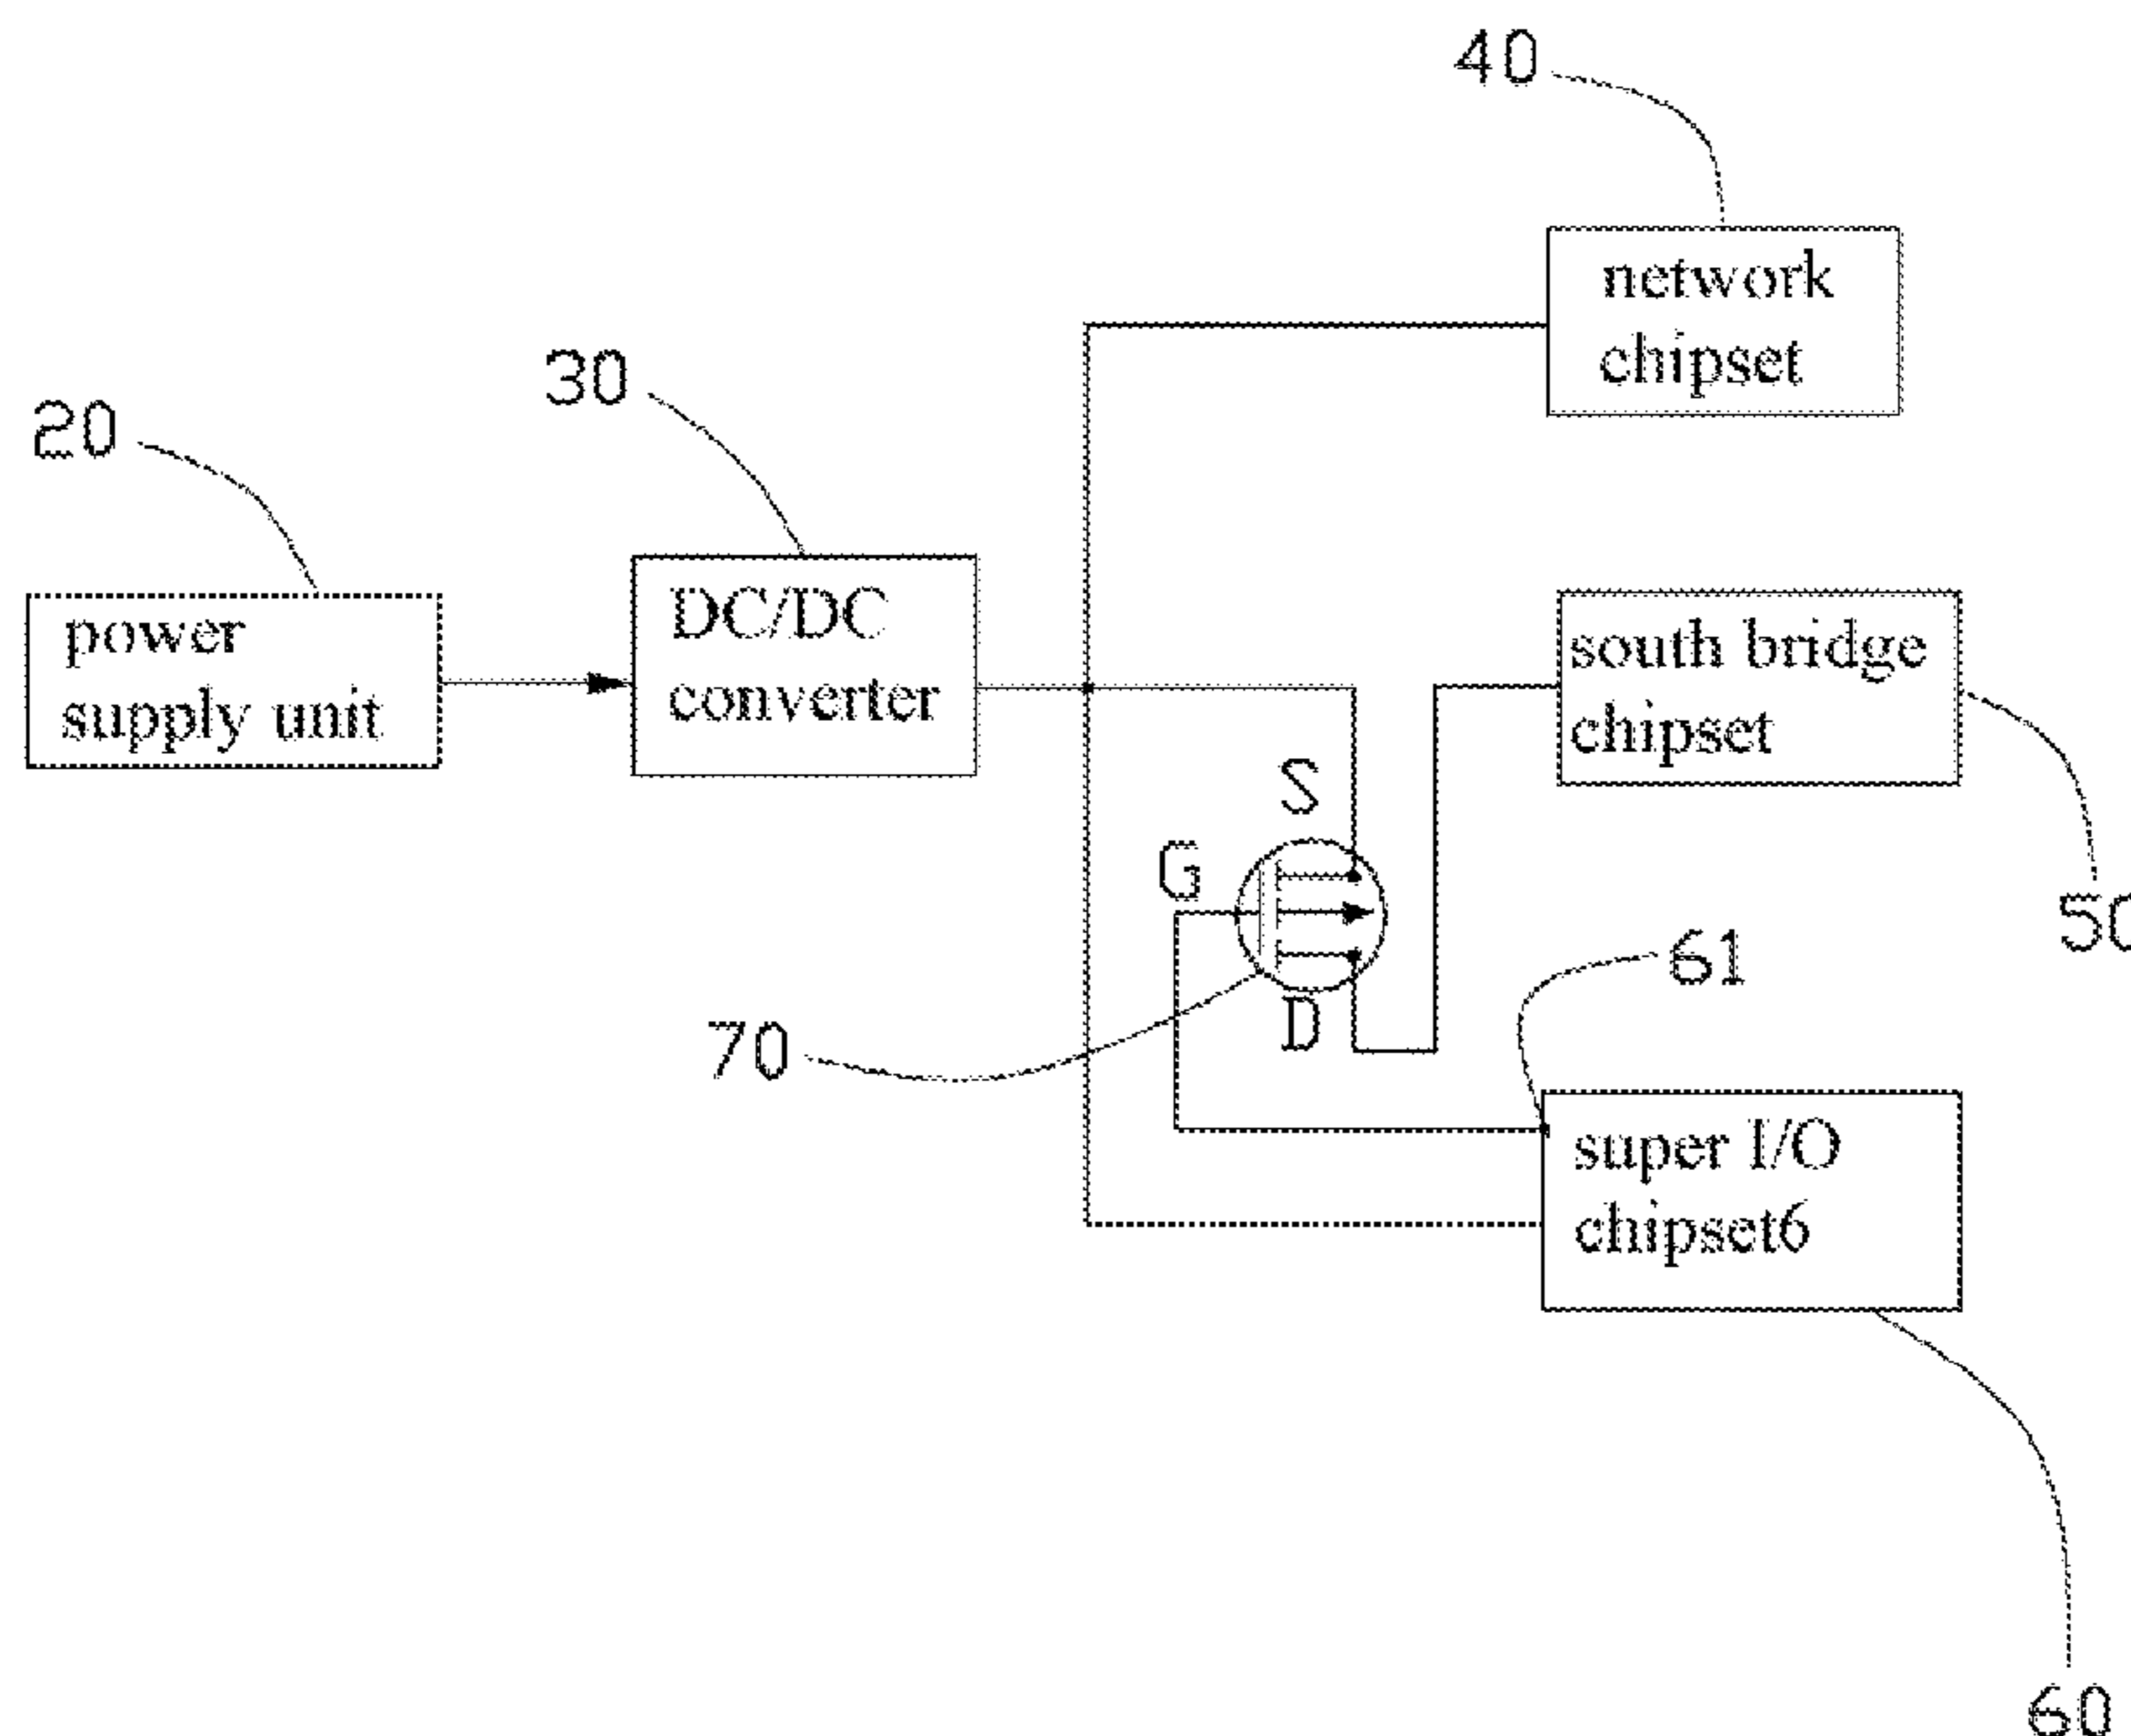 40
network
chipset
30
20
DC/DC
converter
power
supply unit
south bridge
chipset
S
G
50
61
D
70
super I/O
chipset6
60